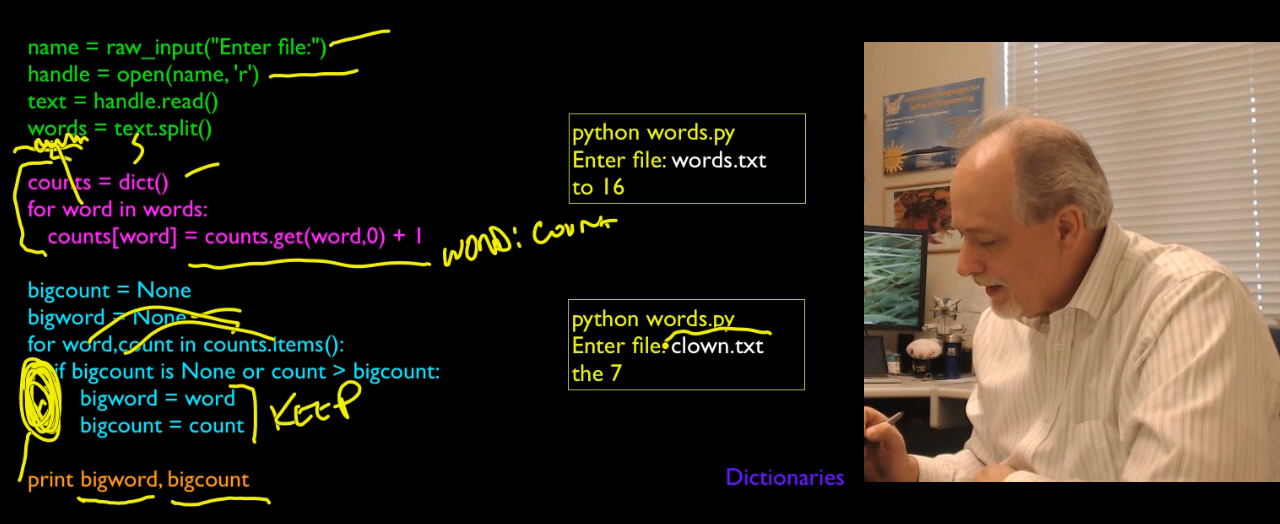 name = raw_input("Enter file:")
handle = open(name, 'r')
text = handle.read()
words = text.split()
counts = dict()
for word in words:
counts[word] = counts.get(word,0) + 1
WORD: COUNT
bigcount = None
bigword = None
for word,count in counts.items():
if bigcount is None or count > bigcount:
bigword = word
bigcount = count
KEEP
print bigword, bigcount
python words.py
Enter file: words.txt
to 16
python words.py
Enter file: clown.txt
the 7
Dictionaries